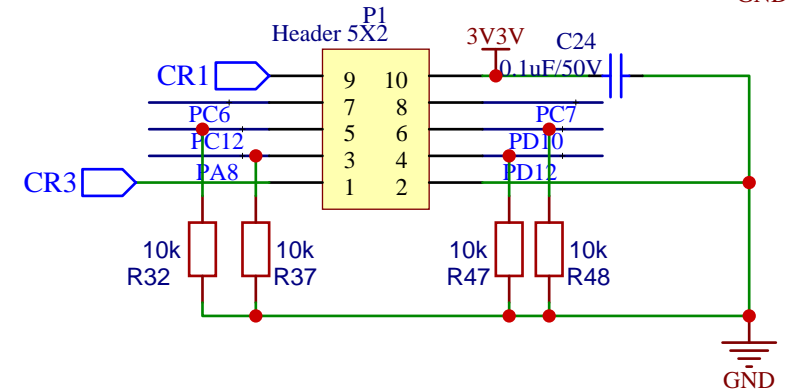 GND
P1
Header 5X2
3V3V
C24
0.1uF/50V
CR1
9 10
7 8
PC6
PC7
5 6
PC12
PD10
3 4
PA8
PD12
CR3
1 2
10k
R32
10k
R37
10k
R47
10k
R48
GND